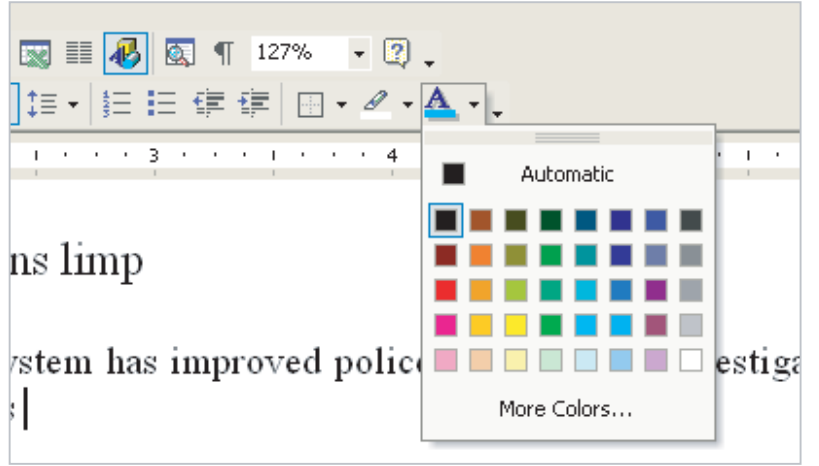 127%
3 4
Automatic
ns limp
ystem has improved police estiga
s
More Colors...